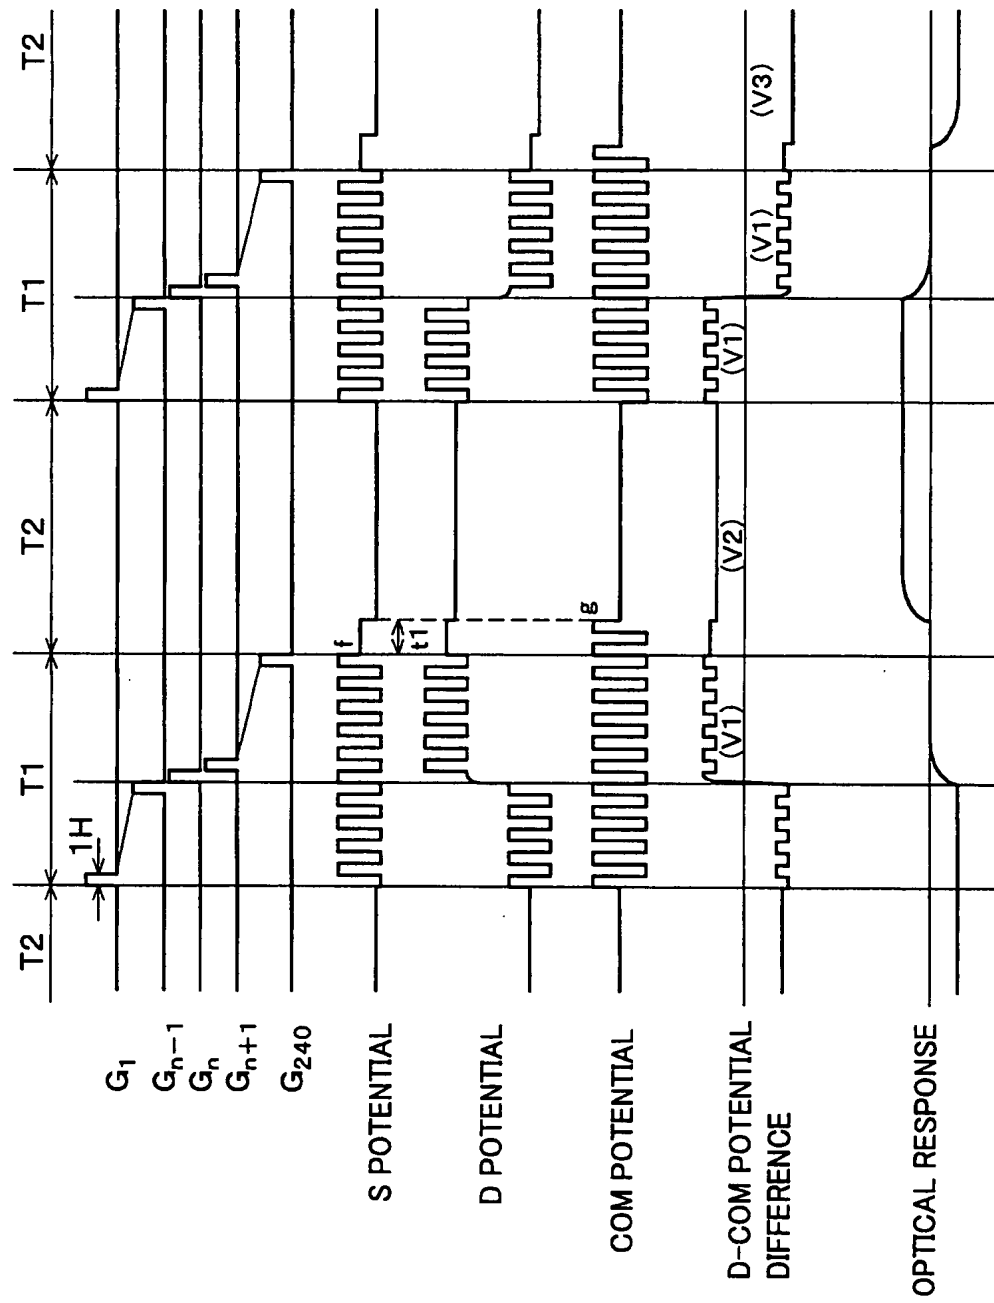 T2
T1
T2
T1
T2
1H
G1
Gn-1
Gn
Gn+1
G240
S POTENTIAL
f
t1
D POTENTIAL
COM POTENTIAL
g
D-COM POTENTIAL
DIFFERENCE
(V1)
(V2)
(V1)
(V1)
(V3)
OPTICAL RESPONSE